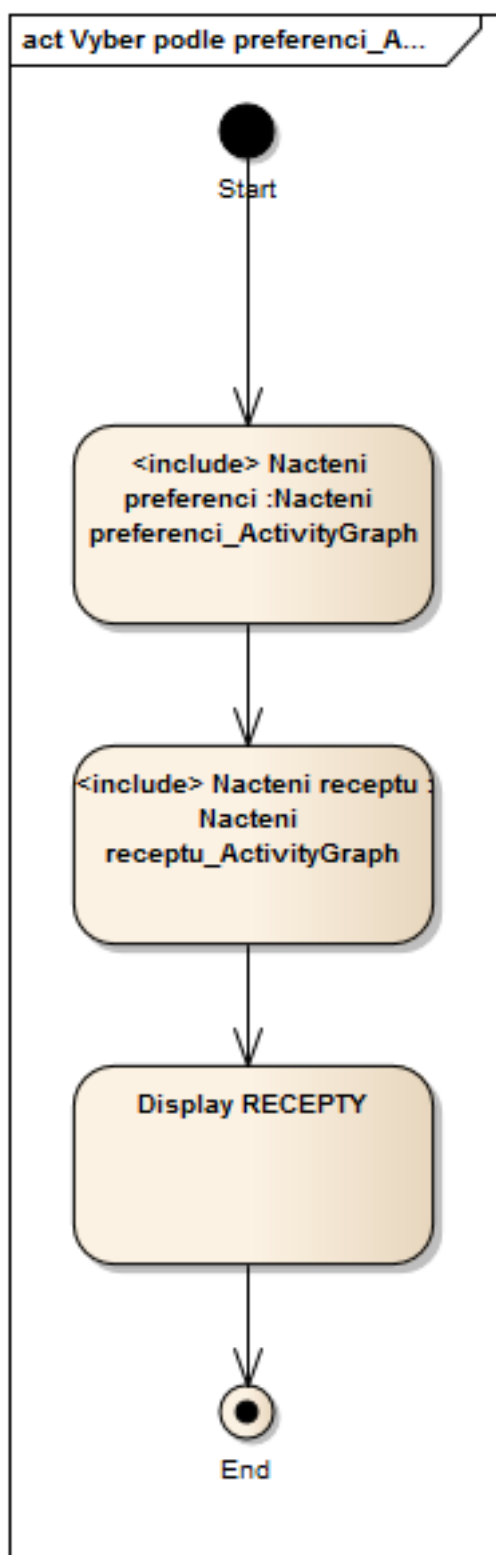 act Vyber podle preferenci_A...
Start
<include> Nacteni
preferenci :Nacteni
preferenci_ActivityGraph
<include> Nacteni receptu :
Nacteni
receptu_ActivityGraph
Display RECEPTY
End